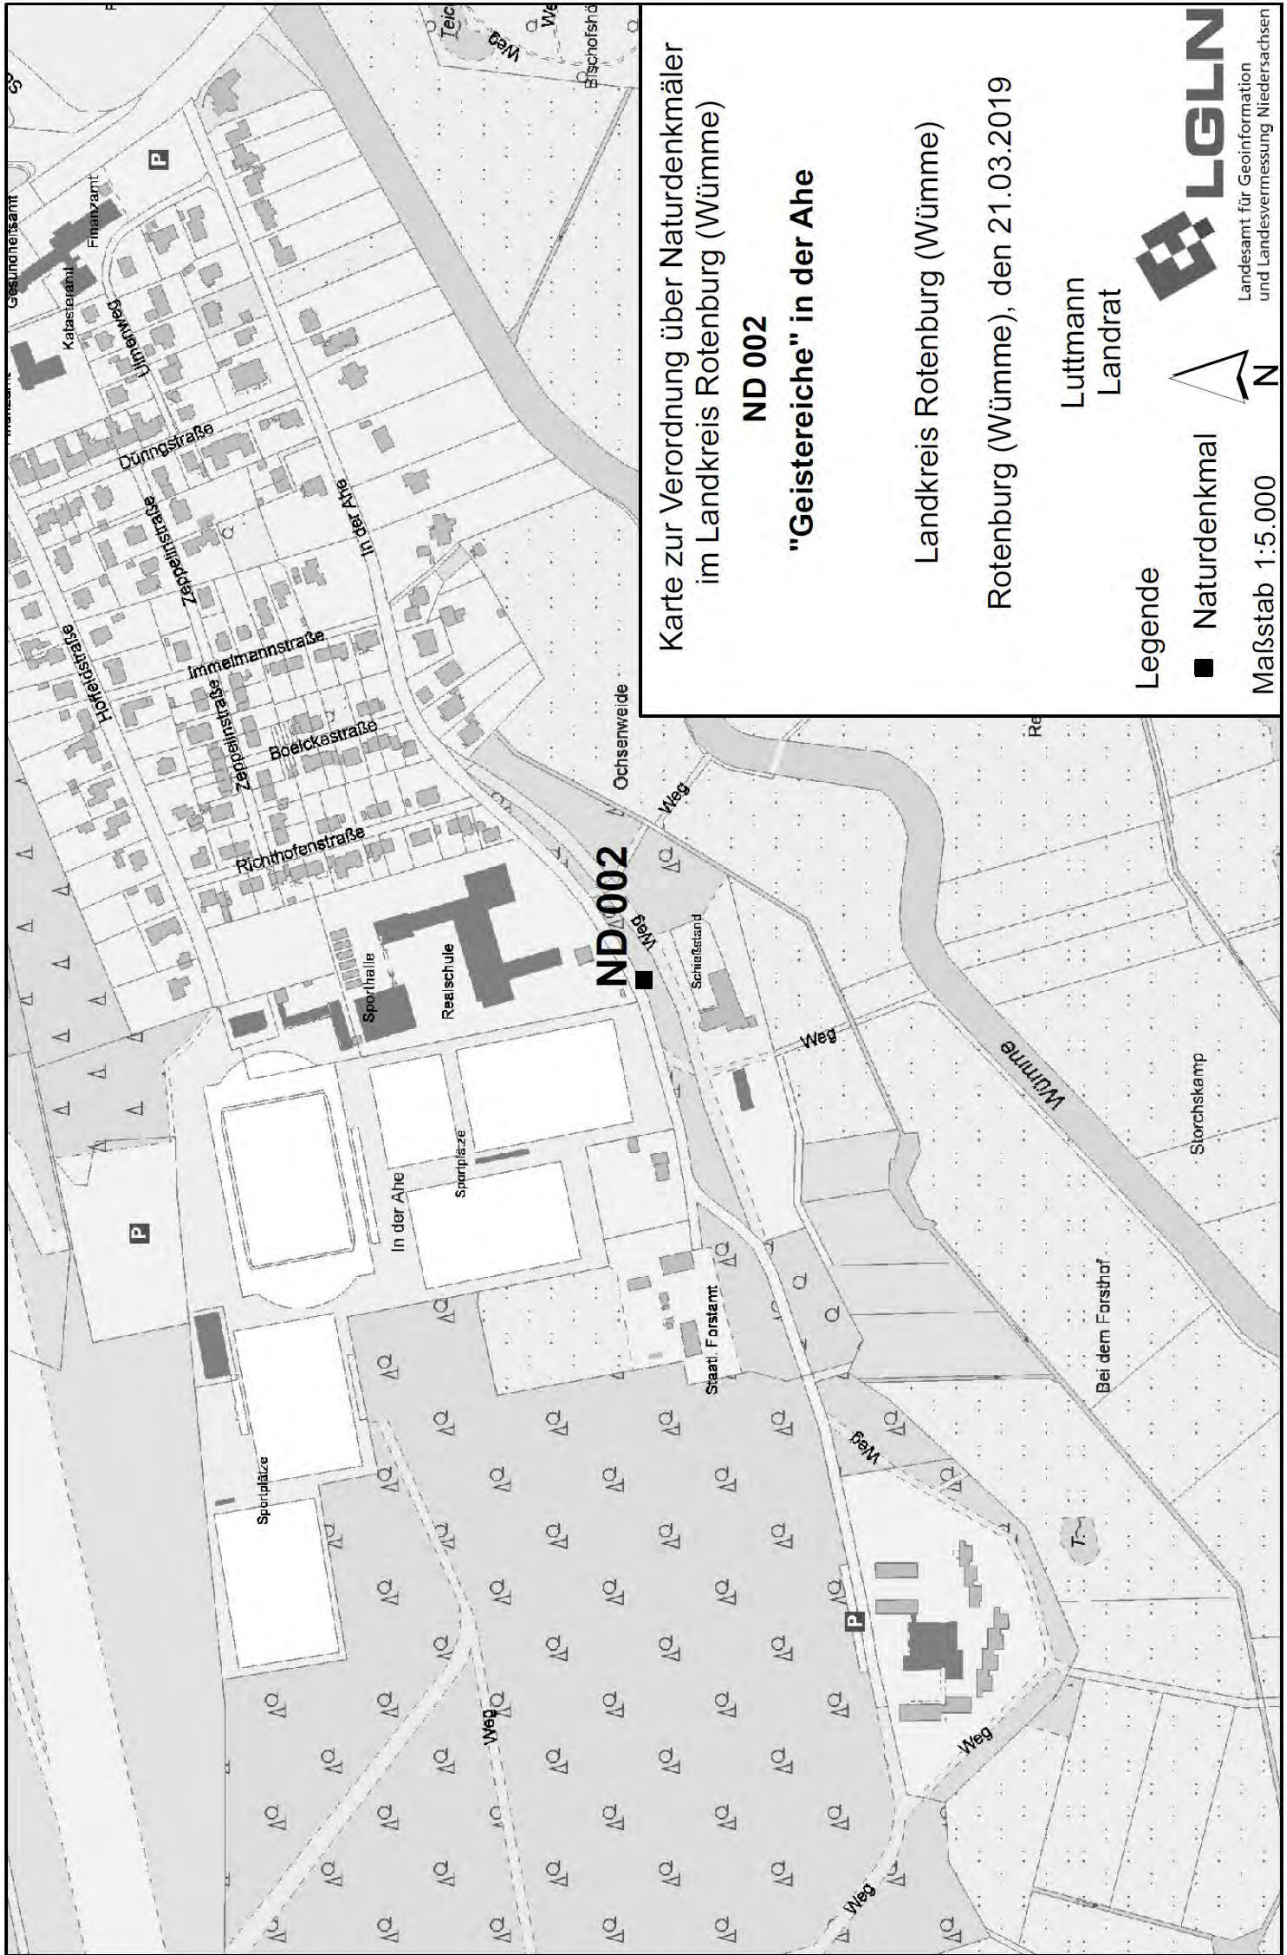 Karte zur Verordnung über Naturdenkmäler
im Landkreis Rotenburg (Wümme)
ND 002
"Geistereiche" in der Ahe
Landkreis Rotenburg (Wümme)
Rotenburg (Wümme), den 21.03.2019
Luttmann
Landrat
Legende
Naturdenkmal
Maßstab 1:5.000
N
LGLN
Landesamt für Geoinformation
und Landesvermessung Niedersachsen
Gesundheitsamt
Finanzamt
Katasteramt
P
Ulmenweg
Düringstraße
Zeppelinstraße
In der Ahe
Hoffeldstraße
Immelmannstraße
Zeppelinstraße
Boelckestraße
Richthofenstraße
Ochsenweide
Weg
ND 002
Weg
Schießstand
Sporthalle
Realschule
Weg
Wümme
Storchskamp
P
In der Ahe
Sportplätze
Staatl. Forstamt
Bei dem Forsthof
Sportplätze
Weg
T.
P
Weg
Weg
Weg
Weg